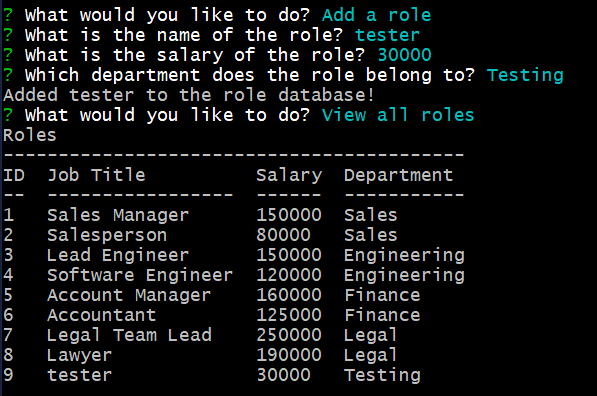 ? What would you like to do? Add a role
? What is the name of the role? tester
? What is the salary of the role? 30000
? Which department does the role belong to? Testing
Added tester to the role database!
? What would you like to do? View all roles
Roles
------------------------------------------
ID  Job Title          Salary  Department
--  -----------------  ------  -----------
1   Sales Manager      150000  Sales
2   Salesperson        80000   Sales
3   Lead Engineer      150000  Engineering
4   Software Engineer  120000  Engineering
5   Account Manager    160000  Finance
6   Accountant         125000  Finance
7   Legal Team Lead    250000  Legal
8   Lawyer             190000  Legal
9   tester             30000   Testing